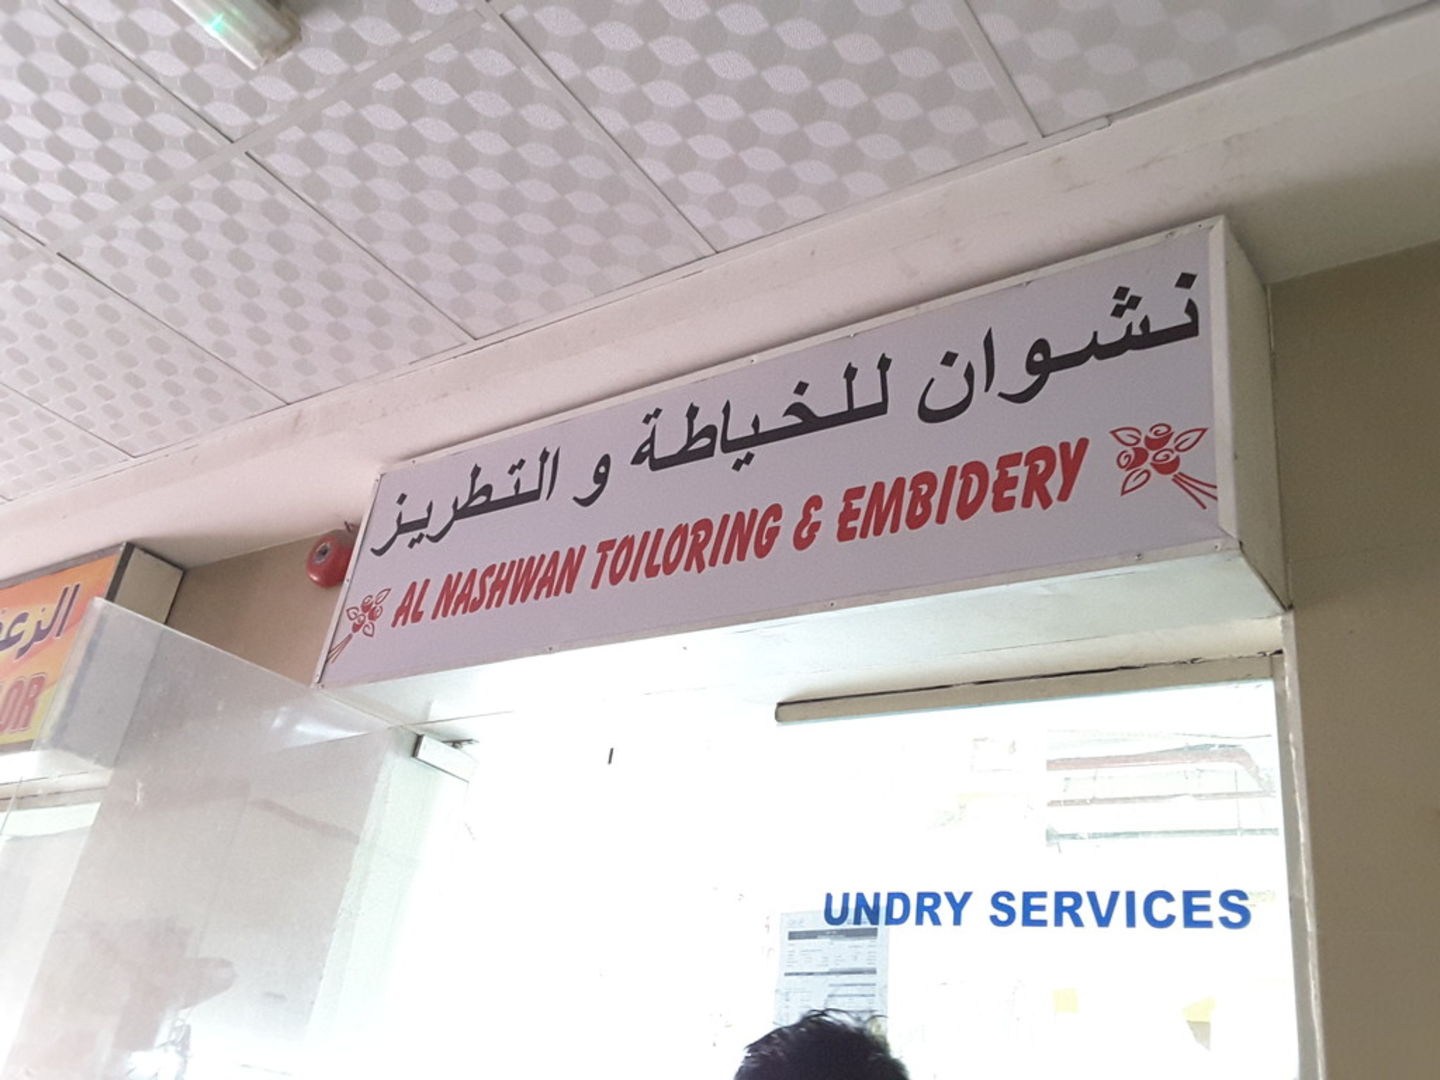 نشوان للخياطة و التطريز
AL NASHWAN TOILORING & EMBIDERY
UNDRY SERVICES